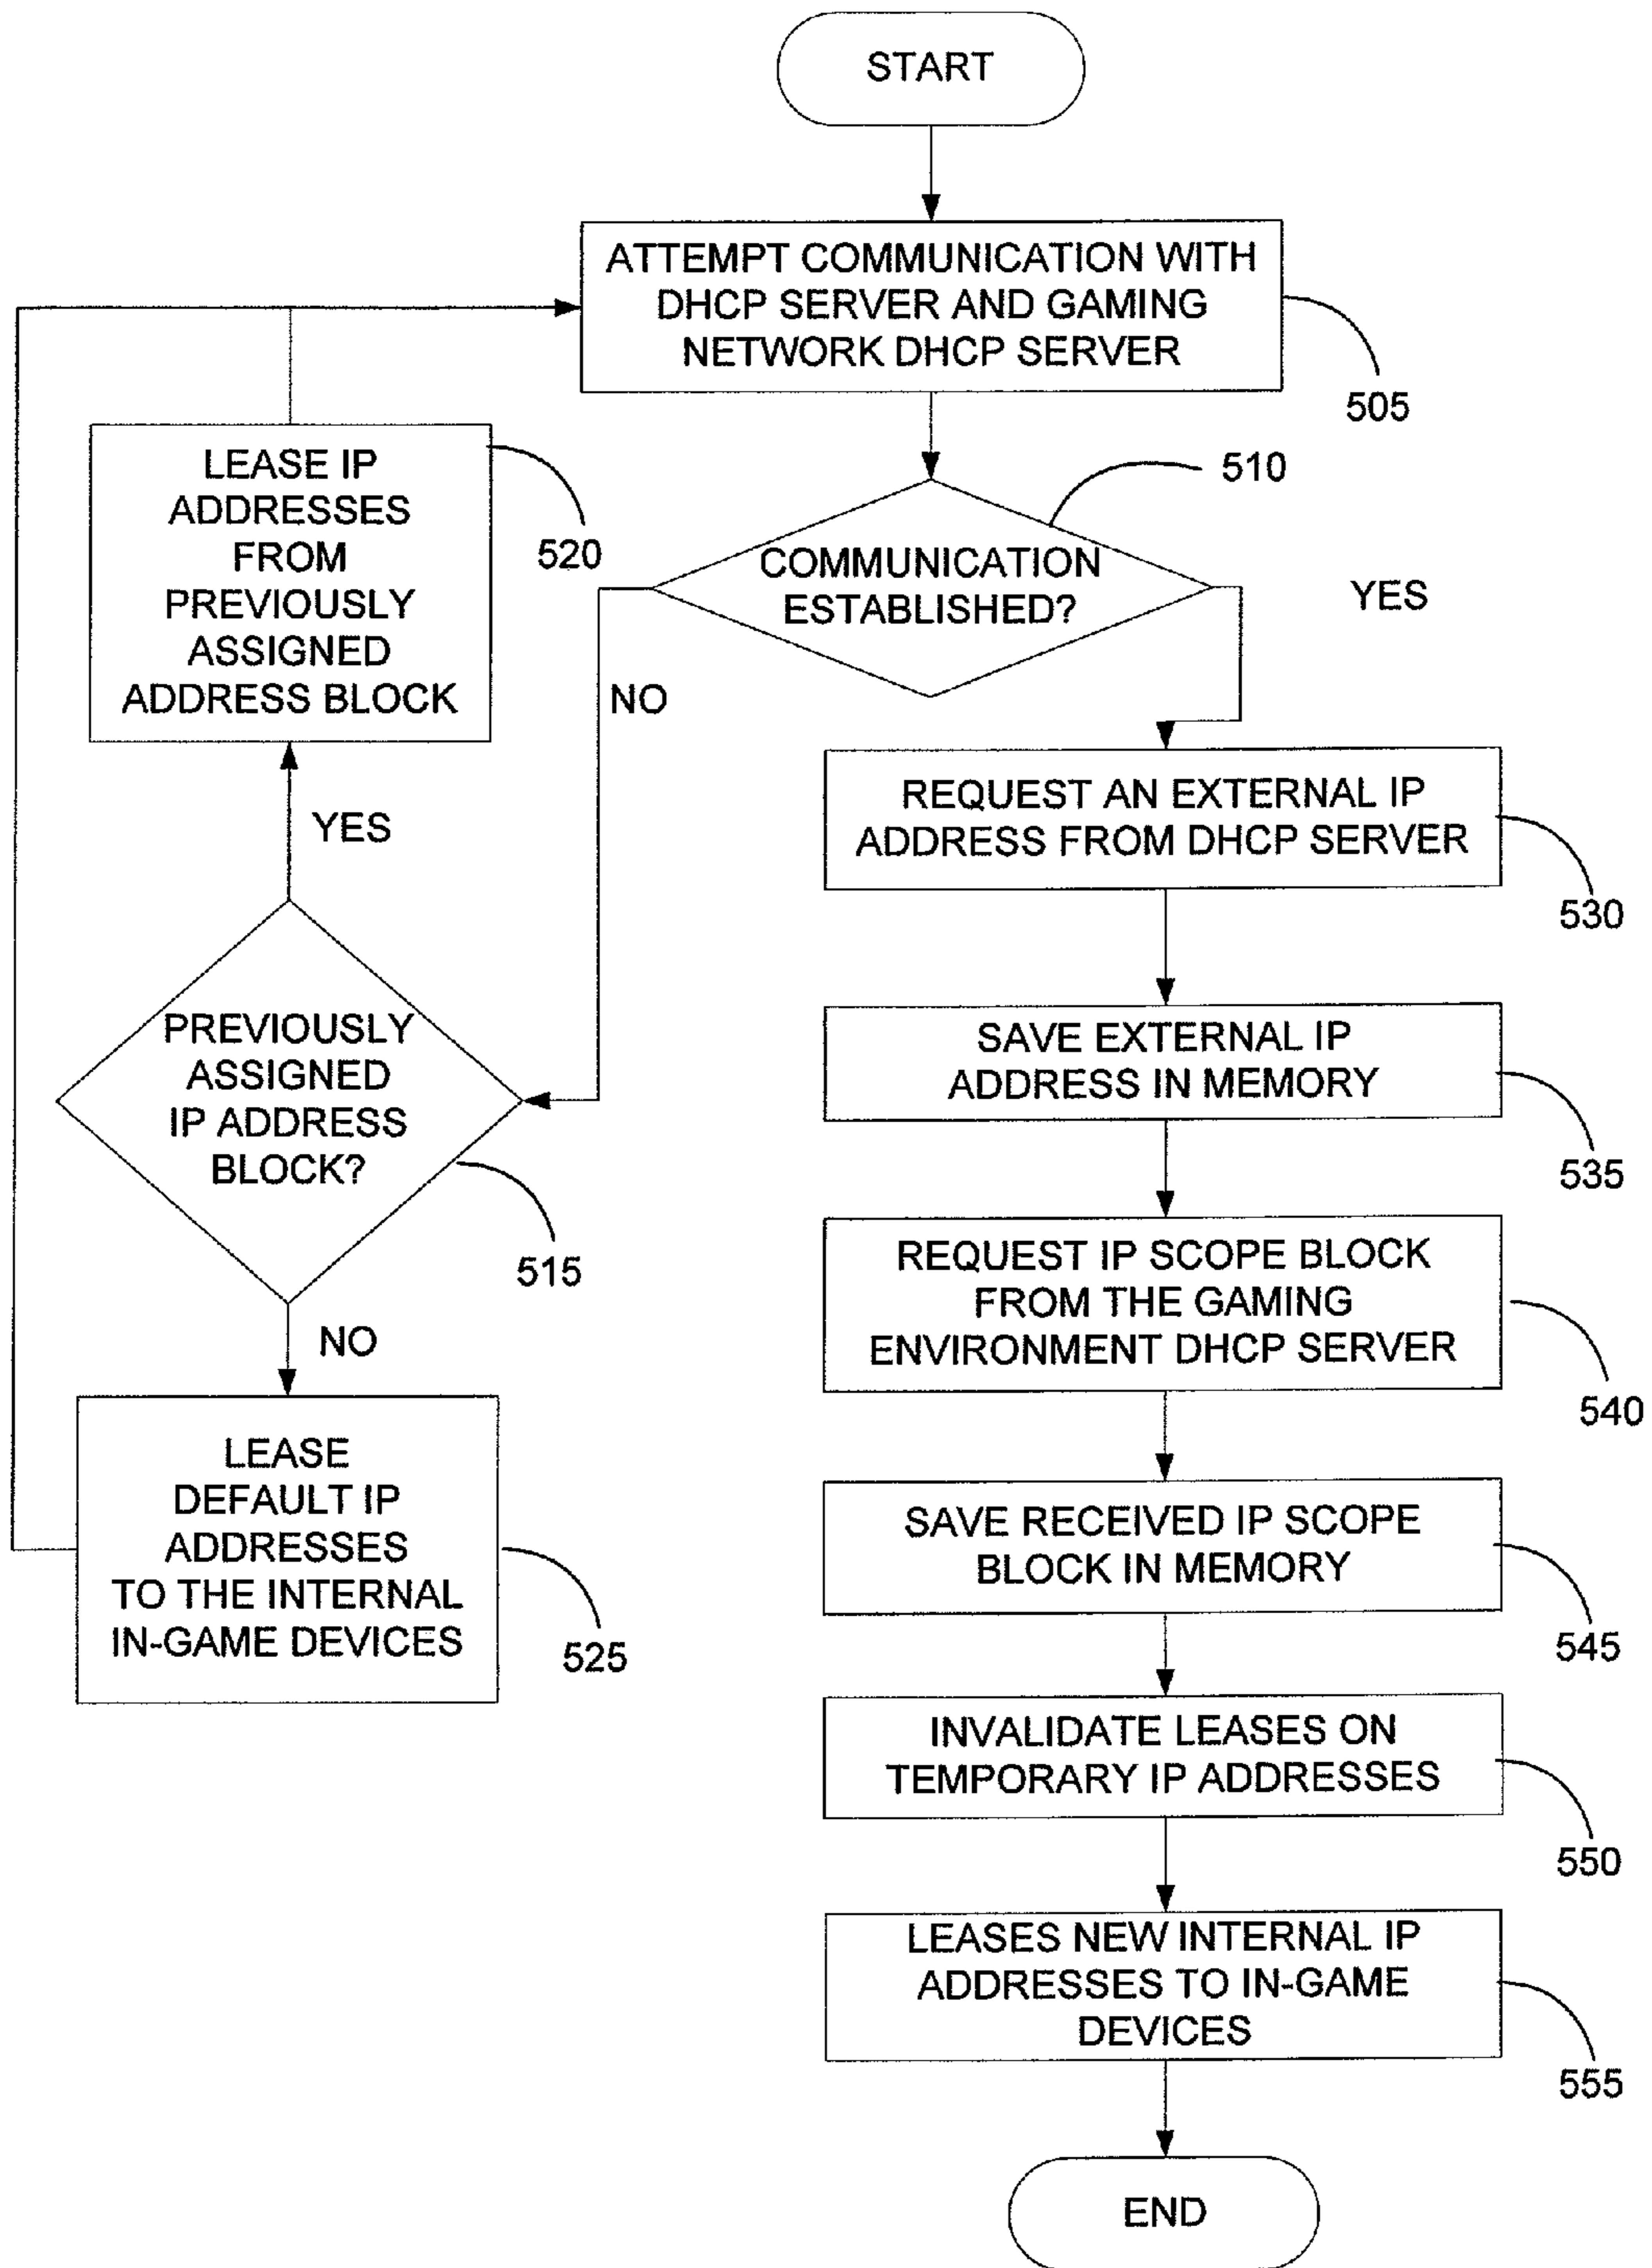 START
ATTEMPT COMMUNICATION WITH
DHCP SERVER AND GAMING
NETWORK DHCP SERVER
505
LEASE IP
ADDRESSES
FROM
PREVIOUSLY
ASSIGNED
ADDRESS BLOCK
520
510
COMMUNICATION
ESTABLISHED?
YES
NO
REQUEST AN EXTERNAL IP
ADDRESS FROM DHCP SERVER
530
YES
PREVIOUSLY
ASSIGNED
IP ADDRESS
BLOCK?
515
SAVE EXTERNAL IP
ADDRESS IN MEMORY
535
REQUEST IP SCOPE BLOCK
FROM THE GAMING
ENVIRONMENT DHCP SERVER
540
NO
LEASE
DEFAULT IP
ADDRESSES
TO THE INTERNAL
IN-GAME DEVICES
525
SAVE RECEIVED IP SCOPE
BLOCK IN MEMORY
545
INVALIDATE LEASES ON
TEMPORARY IP ADDRESSES
550
LEASES NEW INTERNAL IP
ADDRESSES TO IN-GAME
DEVICES
555
END